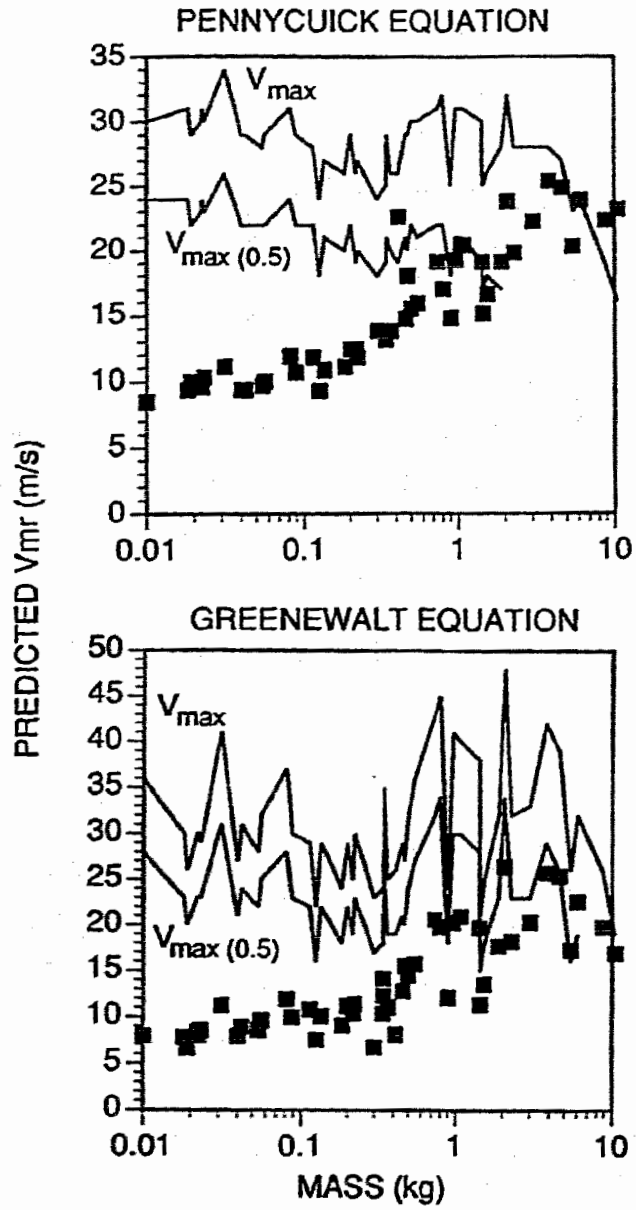 PENNYCUICK EQUATION
35
30
25
20
15
10
5
0
Vmax
Vmax (0.5)
0.01 0.1 1 10
PREDICTED Vmr (m/s)
GREENEWALT EQUATION
50
45
40
35
30
25
20
15
10
5
0
Vmax
Vmax (0.5)
0.01 0.1 1 10
MASS (kg)